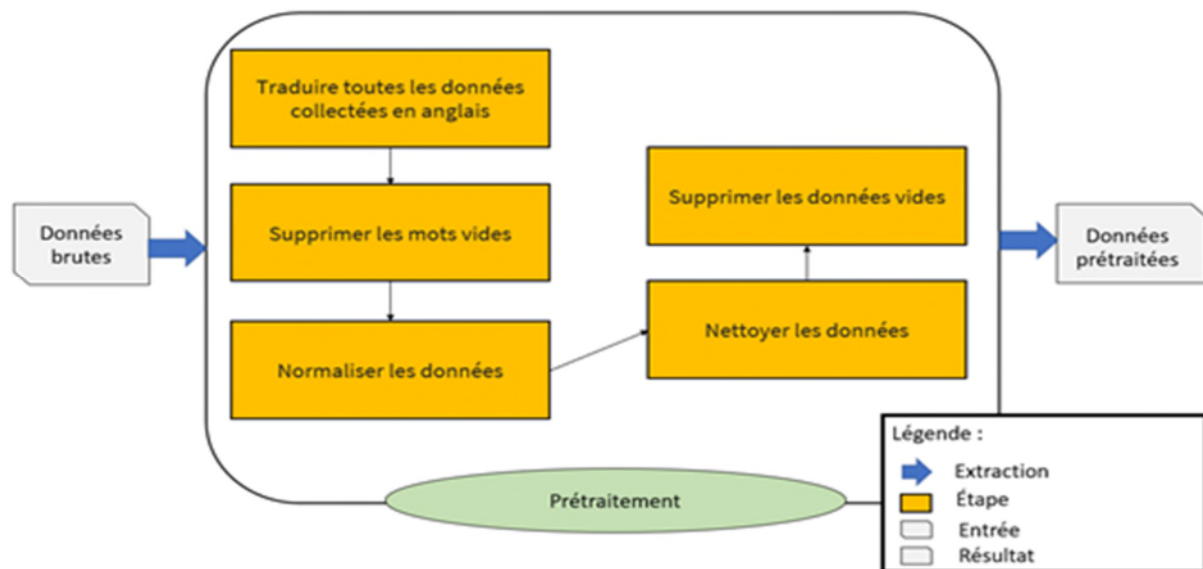 Données
brutes
Traduire toutes les données
collectées en anglais
Supprimer les mots vides
Normaliser les données
Nettoyer les données
Supprimer les données vides
Données
prétraitées
Prétraitement
Légende :
Extraction
Étape
Entrée
Résultat